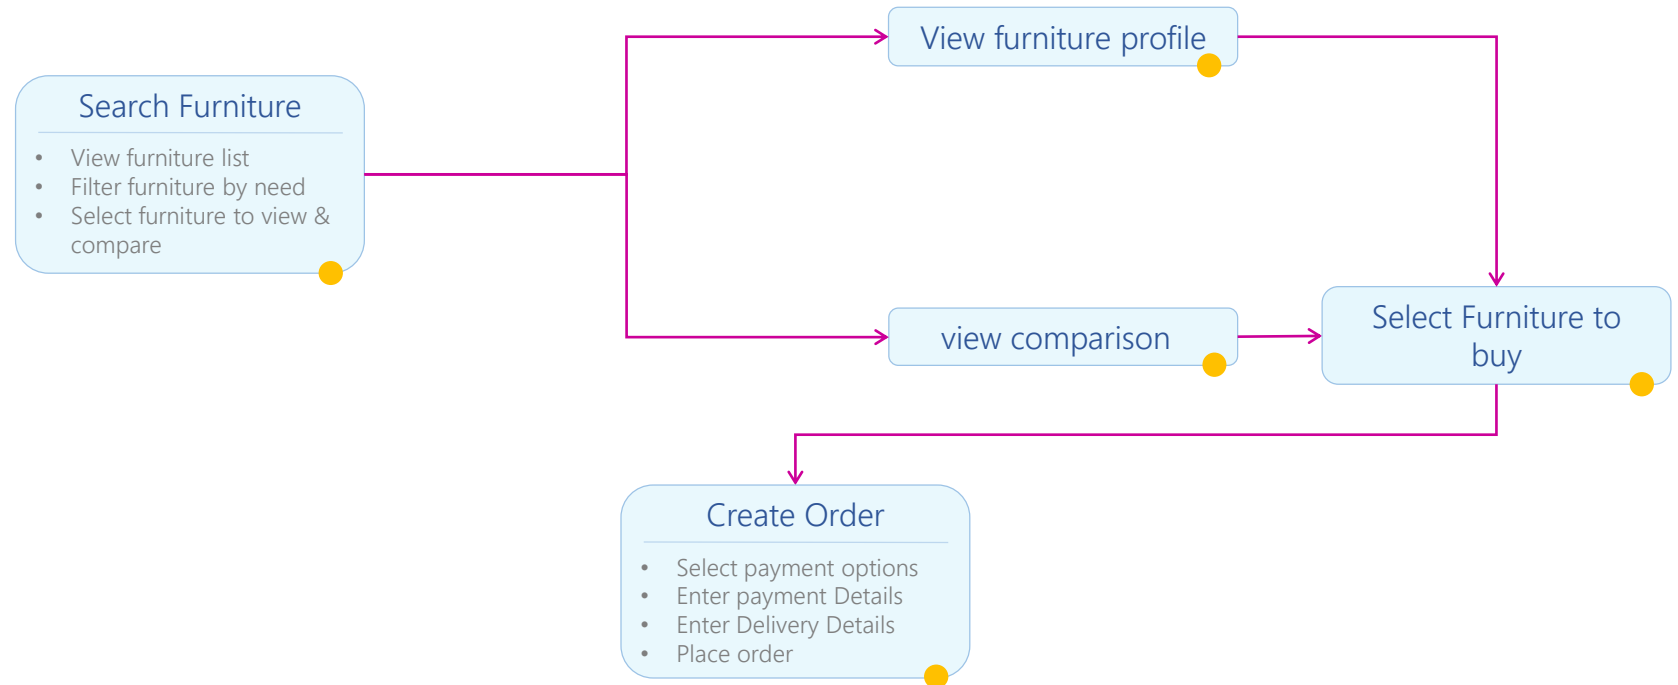 View furniture profile
Search Furniture
• View furniture list
• Filter furniture by need
• Select furniture to view &
compare
view comparison
Select Furniture to
buy
Create Order
• Select payment options
• Enter payment Details
• Enter Delivery Details
• Place order